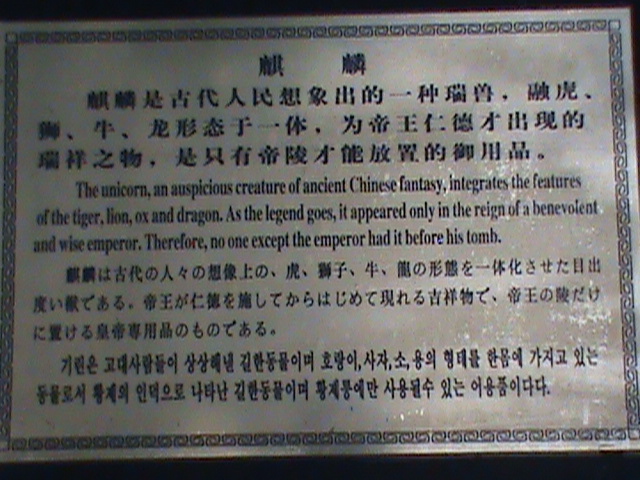 麒 麟
麒麟是古代人民想象出的一种瑞兽，融虎、
狮、牛、龙形态于一体，为帝王仁德才出现的
瑞祥之物，是只有帝陵才能放置的御用品。
The unicorn, an auspicious creature of ancient Chinese fantasy, integrates the features
of the tiger, lion, ox and dragon. As the legend goes, it appeared only in the reign of a benevolent
and wise emperor. Therefore, no one except the emperor had it before his tomb.
麒麟は古代の人々の想像上の、虎、獅子、牛、龍の形態を一体化させた目出
度い獣である。帝王が仁徳を施してからはじめて現れる吉祥物で、帝王の陵だけ
に置ける皇帝専用品のものである。
기린은 고대사람들이 상상해낸 길한동물이며 호랑이,사자,소,용의 형태를 한몸에 가지고 있는
동물로서 황제의 인덕으로 나타난 길한동물이며 황제릉에만 사용될수 있는 어용품이다다.